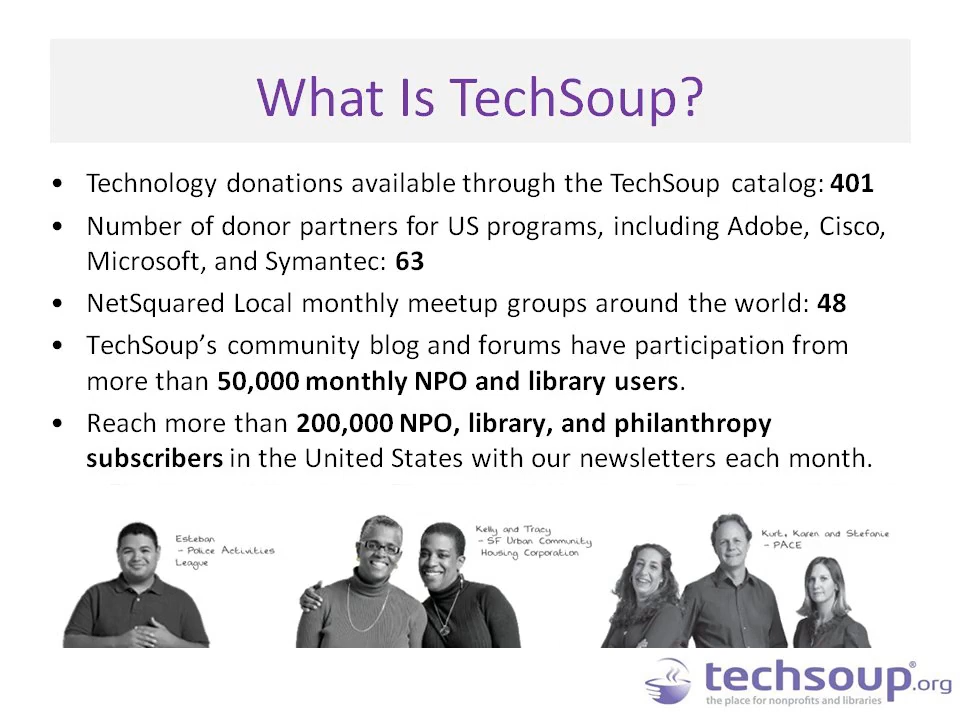 What Is TechSoup?
• Technology donations available through the TechSoup catalog: 401
• Number of donor partners for US programs, including Adobe, Cisco,
Microsoft, and Symantec: 63
• NetSquared Local monthly meetup groups around the world: 48
• TechSoup’s community blog and forums have participation from
more than 50,000 monthly NPO and library users.
• Reach more than 200,000 NPO, library, and philanthropy
subscribers in the United States with our newsletters each month.
Esteban
- Police Activities
League
Kelly and Tracy
- SF Urban Community
Housing Corporation
Kurt, Karen and Stefanie
- PACE
techsoup®.org
the place for nonprofits and libraries